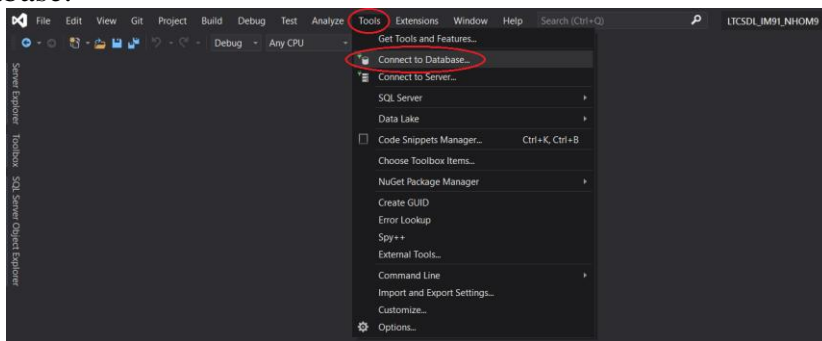 base.
File Edit View Git Project Build Debug Test Analyze Tools Extensions Window Help Search (Ctrl+Q) LTCSDL_IM91_NHOM9
Debug Any CPU
Server Explorer
Toolbox
SQL Server Object Explorer
Get Tools and Features...
Connect to Database...
Connect to Server...
SQL Server
Data Lake
Code Snippets Manager... Ctrl+K, Ctrl+B
Choose Toolbox Items...
NuGet Package Manager
Create GUID
Error Lookup
Spy++
External Tools...
Command Line
Import and Export Settings...
Customize...
Options...